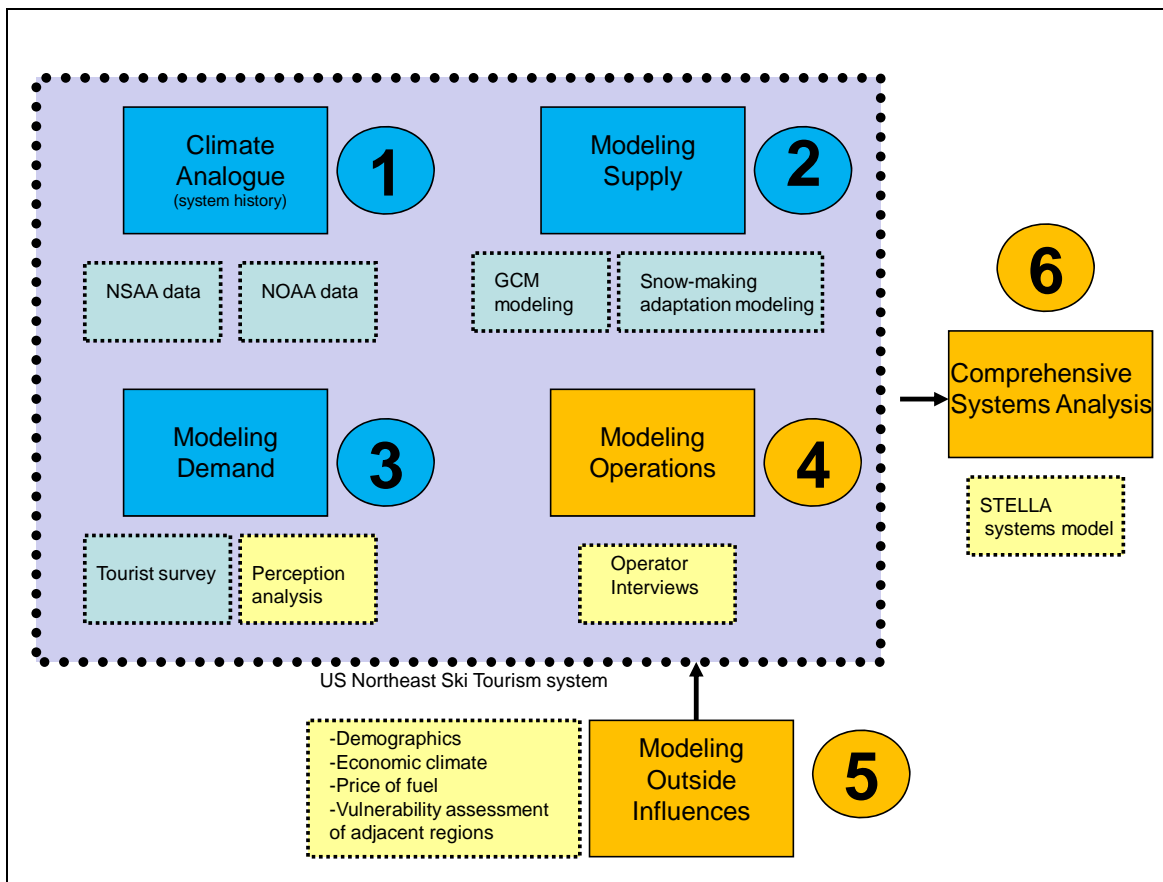 Climate
Analogue
(system history)
1
Modeling
Supply
2
NSAA data
NOAA data
GCM
modeling
Snow-making
adaptation modeling
6
Comprehensive
Systems Analysis
STELLA
systems model
Modeling
Demand
3
Modeling
Operations
4
Tourist survey
Perception
analysis
Operator
Interviews
US Northeast Ski Tourism system
-Demographics
-Economic climate
-Price of fuel
-Vulnerability assessment
of adjacent regions
Modeling
Outside
Influences
5